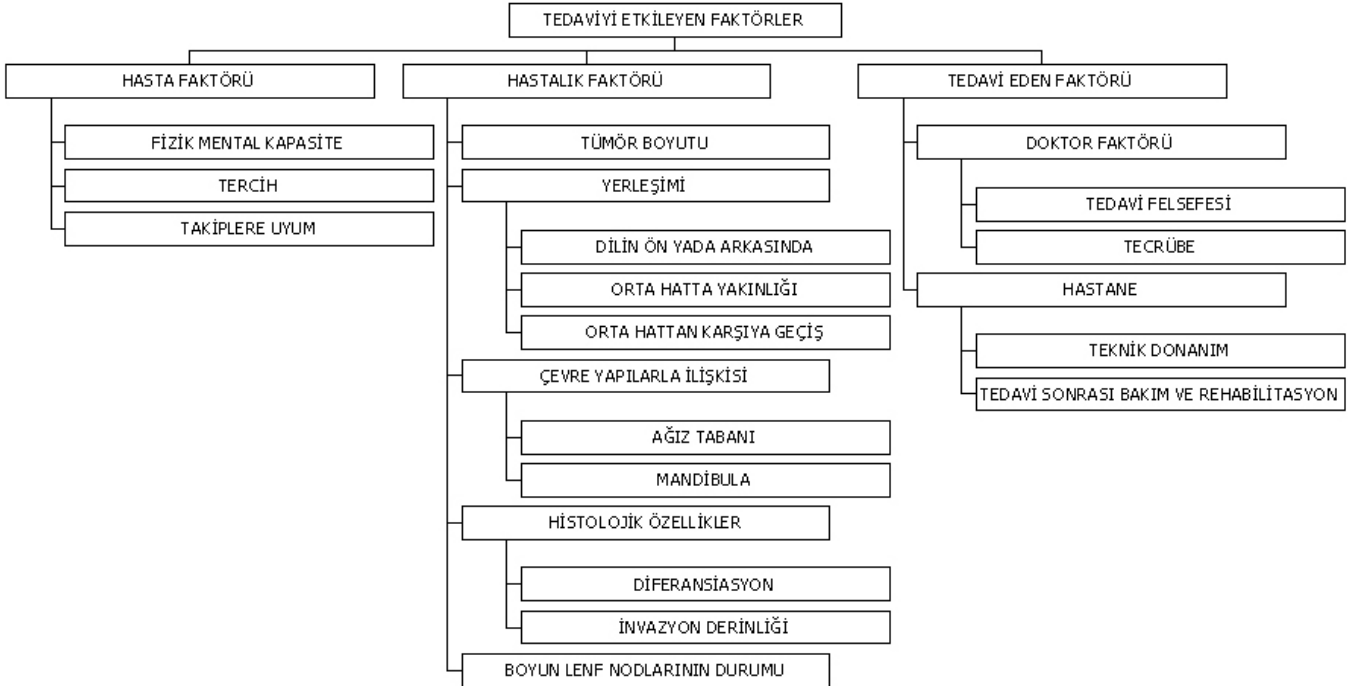 TEDAVİYİ ETKİLEYEN FAKTÖRLER
HASTA FAKTÖRÜ
FİZİK MENTAL KAPASİTE
TERCİH
TAKİPLERE UYUM
HASTALIK FAKTÖRÜ
TÜMÖR BOYUTU
YERLEŞİMİ
DİLİN ÖN YADA ARKASINDA
ORTA HATTA YAKINLIĞI
ORTA HATTAN KARŞIYA GEÇİŞ
ÇEVRE YAPILARLA İLİŞKİSİ
AĞIZ TABANI
MANDİBULA
HİSTOLOJİK ÖZELLİKLER
DİFERANSİASYON
İNVAZYON DERİNLİĞİ
BOYUN LENF NODLARININ DURUMU
TEDAVİ EDEN FAKTÖRÜ
DOKTOR FAKTÖRÜ
TEDAVİ FELSEFESİ
TECRÜBE
HASTANE
TEKNİK DONANIM
TEDAVİ SONRASI BAKIM VE REHABİLİTASYON